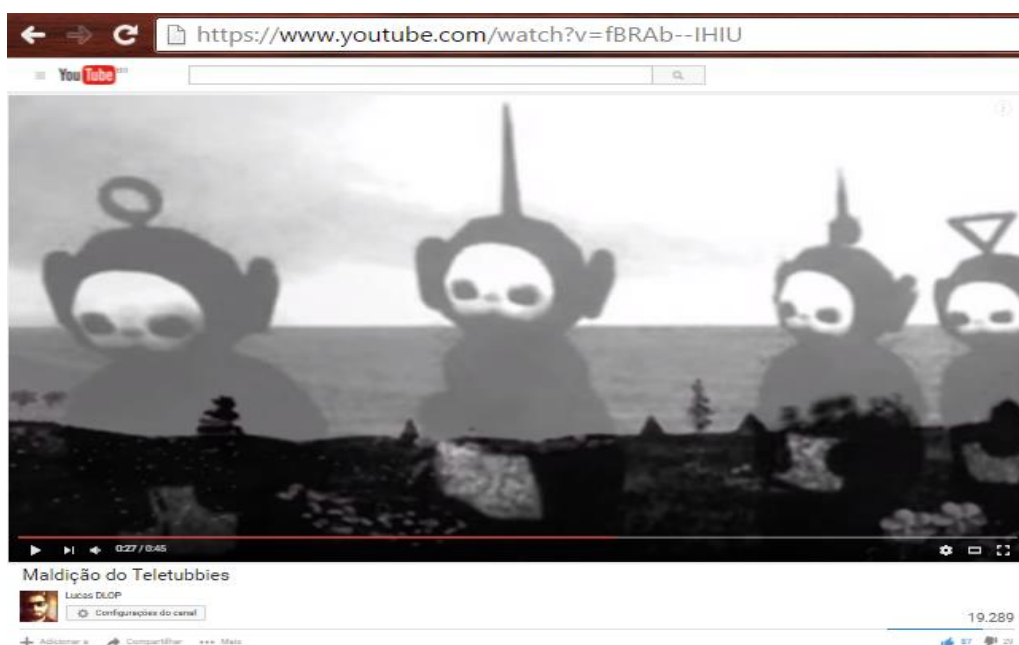 https://www.youtube.com/watch?v=fBRAb--IHIU
YouTube
0:27 / 0:45
Maldição do Teletubbies
Lucas DLOP
Configurações do canal
19.289
Adicionar a Compartilhar Mais